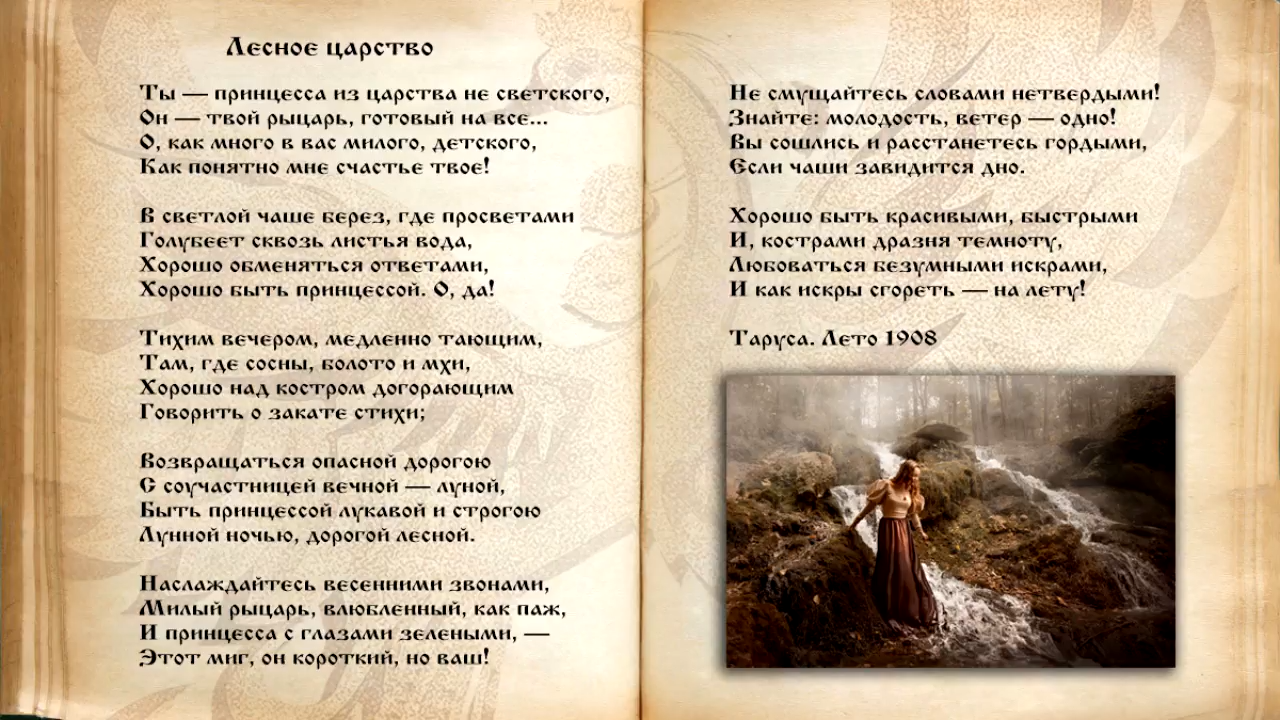 Лесное царство
Ты — принцесса из царства не светского,
Он — твой рыцарь, готовый на все...
О, как много в вас милого, детского,
Как понятно мне счастье твое!
В светлой чаше берез, где просветами
Голубеет сквозь листья вода,
Хорошо обменяться ответами,
Хорошо быть принцессой. О, да!
Тихим вечером, медленно тающим,
Там, где сосны, болото и мхи,
Хорошо над костром догорающим
Говорить о закате стихи;
Возвращаться опасной дорогою
С соучастницей вечной — луной,
Быть принцессой лукавой и строгою
Лунной ночью, дорогой лесной.
Наслаждайтесь весенними звонами,
Милый рыцарь, влюбленный, как паж,
И принцесса с глазами зелеными, —
Этот миг, он короткий, но ваш!
Не смущайтесь словами нетвердыми!
Знайте: молодость, ветер — одно!
Вы сошлись и расстанетесь гордыми,
Если чаши завидится дно.
Хорошо быть красивыми, быстрыми
И, кострами дразня темноту,
Любоваться безумными искрами,
И как искры сгореть — на лету!
Таруса. Лето 1908